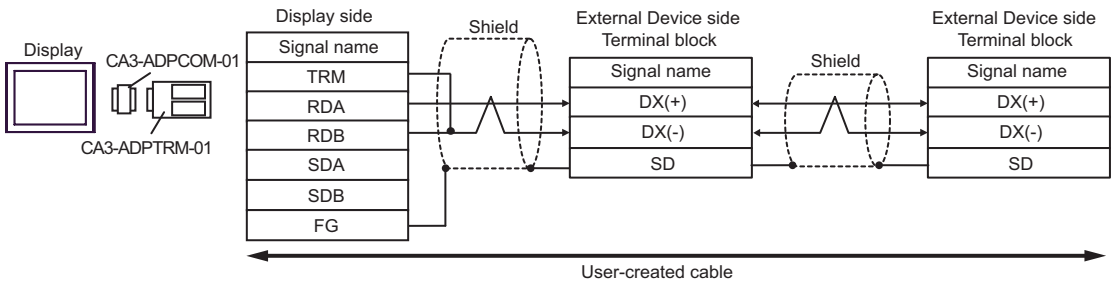 Display
CA3-ADPCOM-01
CA3-ADPTRM-01
Display side
Signal name
TRM
RDA
RDB
SDA
SDB
FG
Shield
External Device side
Terminal block
Signal name
DX(+)
DX(-)
SD
Shield
External Device side
Terminal block
Signal name
DX(+)
DX(-)
SD
User-created cable